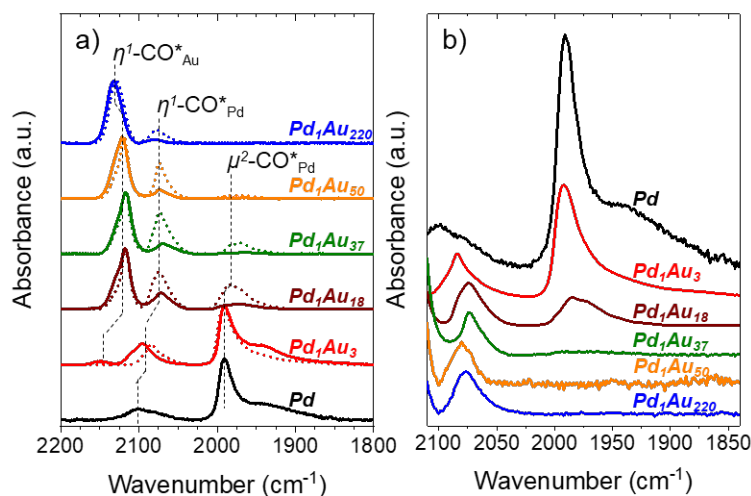 a)
η¹-CO*Au
η¹-CO*Pd
μ²-CO*Pd
Pd₁Au₂₂₀
Pd₁Au₅₀
Pd₁Au₃₇
Pd₁Au₁₈
Pd₁Au₃
Pd
Absorbance (a.u.)
2200 2100 2000 1900 1800
Wavenumber (cm⁻¹)
b)
Pd
Pd₁Au₃
Pd₁Au₁₈
Pd₁Au₃₇
Pd₁Au₅₀
Pd₁Au₂₂₀
Absorbance (a.u.)
2100 2050 2000 1950 1900 1850
Wavenumber (cm⁻¹)